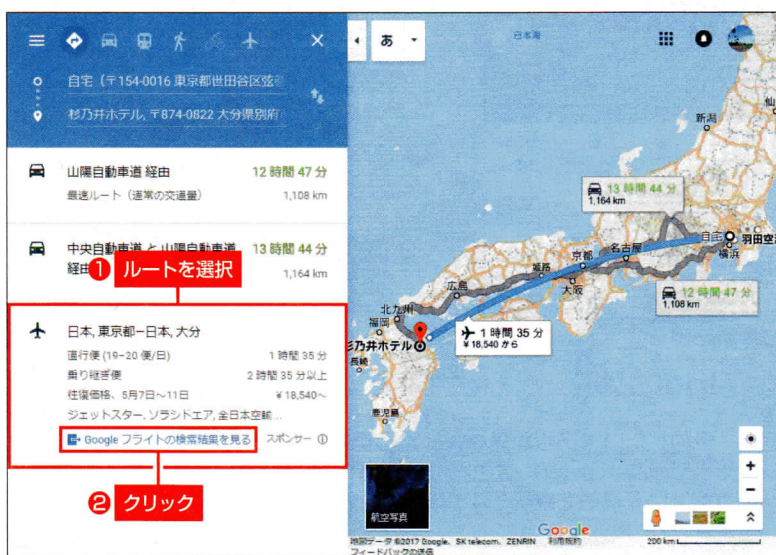 あ
自宅 (〒154-0016 東京都世田谷区弦
杉乃井ホテル, 〒874-0822 大分県別府
山陽自動車道 経由 12 時間 47 分
最速ルート (通常の交通量) 1,108 km
中央自動車道 と 山陽自動車道 13 時間 44 分
経由 1,164 km
❶ ルートを選択
日本, 東京都−日本, 大分
直行便 (19−20 便/日) 1 時間 35 分
乗り継ぎ便 2 時間 35 分以上
往復価格、5月7日〜11日 ¥ 18,540〜
ジェットスター, ソラシドエア, 全日本空輸...
Google フライトの検索結果を見る スポンサー
❷ クリック
日本海
新潟
仙
13 時間 44 分
1,164 km
自宅
羽田空
横浜
名古屋
京都
姫路
大阪
広島
12 時間 47 分
1,108 km
北九州
福岡
1 時間 35 分
¥ 18,540 から
杉乃井ホテル
長崎
鹿児島
航空写真
Google
地図データ ©2017 Google、SK telecom、ZENRIN 利用規約 200 km
フィードバックの送信